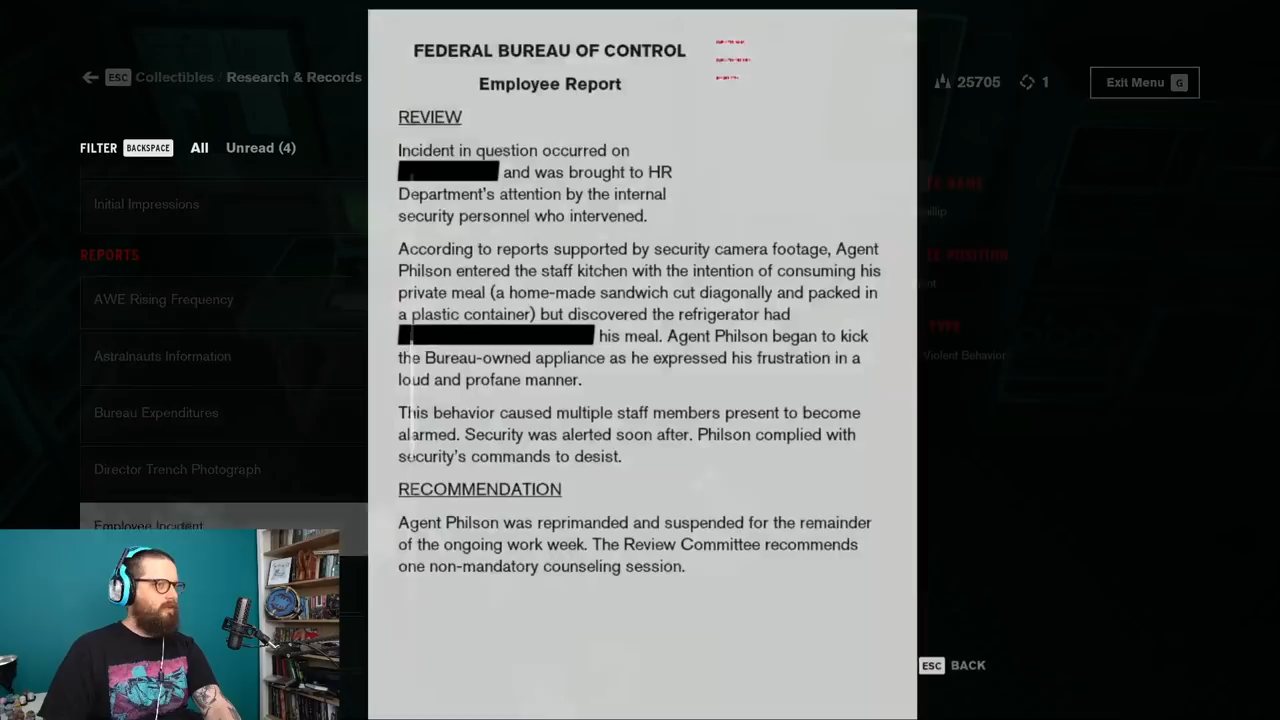 FEDERAL BUREAU OF CONTROL
Employee Report
ESC Collectibles / Research & Records
25705 1
Exit Menu G
FILTER BACKSPACE All Unread (4)
Initial Impressions
REPORTS
AWE Rising Frequency
Astralnauts Information
Bureau Expenditures
Director Trench Photograph
Employee Incident
REVIEW
Incident in question occurred on
and was brought to HR
Department's attention by the internal
security personnel who intervened.
According to reports supported by security camera footage, Agent
Philson entered the staff kitchen with the intention of consuming his
private meal (a home-made sandwich cut diagonally and packed in
a plastic container) but discovered the refrigerator had
his meal. Agent Philson began to kick
the Bureau-owned appliance as he expressed his frustration in a
loud and profane manner.
This behavior caused multiple staff members present to become
alarmed. Security was alerted soon after. Philson complied with
security's commands to desist.
RECOMMENDATION
Agent Philson was reprimanded and suspended for the remainder
of the ongoing work week. The Review Committee recommends
one non-mandatory counseling session.
Violent Behavior
ESC BACK